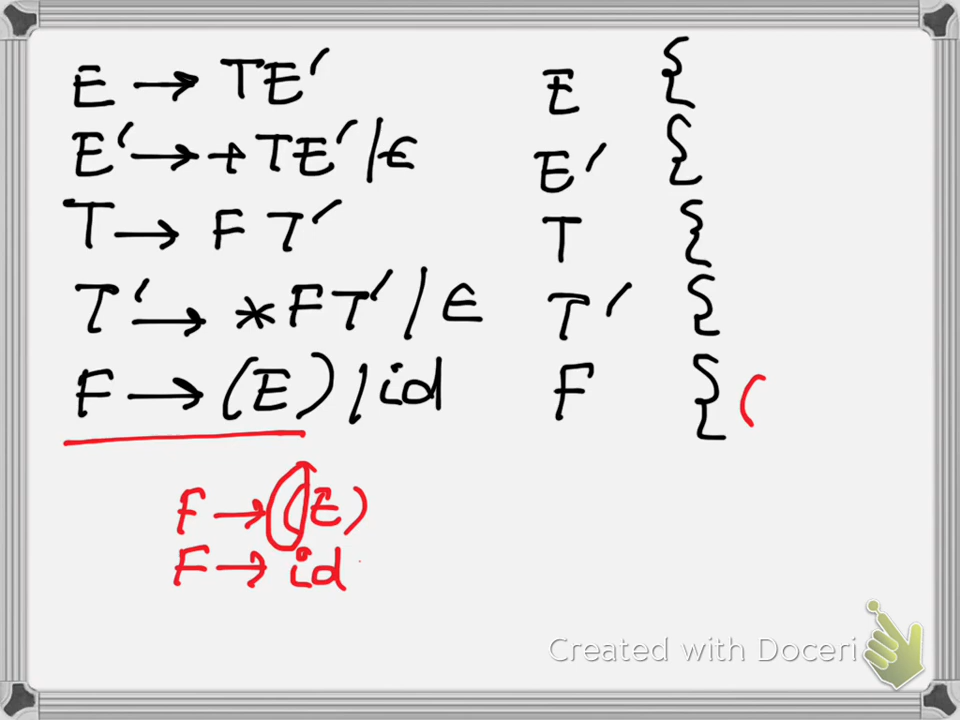 E → TE′ E {
E′ → +TE′/ϵ E′ {
T → FT′ T {
T′ → *FT′/ϵ T′ {
F → (E)/id F { (
F → (E)
F → id
Created with Doceri